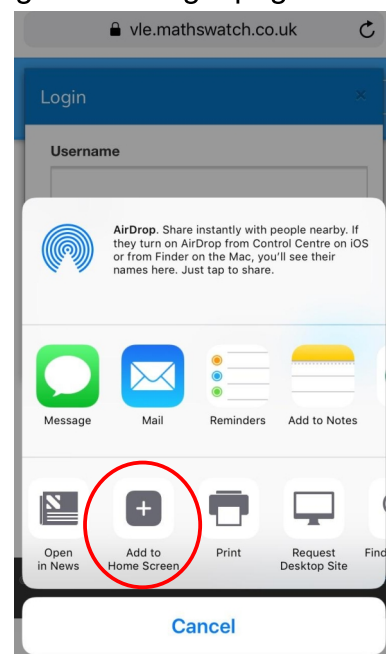 vle.mathswatch.co.uk
Login
Username
AirDrop. Share instantly with people nearby. If
they turn on AirDrop from Control Centre on iOS
or from Finder on the Mac, you'll see their
names here. Just tap to share.
Message
Mail
Reminders
Add to Notes
Open
in News
Add to
Home Screen
Print
Request
Desktop Site
Find
Cancel